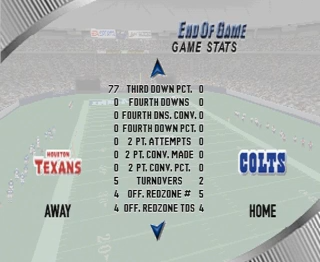 END OF GAME
GAME STATS
77 THIRD DOWN PCT. 0
0 FOURTH DOWNS 0
0 FOURTH DNS. CONV. 0
0 FOURTH DOWN PCT. 0
0 2 PT. ATTEMPTS 0
0 2 PT. CONV. MADE 0
0 2 PT. CONV. PCT. 0
5 TURNOVERS 2
4 OFF. REDZONE # 5
4 OFF. REDZONE TDS 4
HOUSTON
TEXANS
COLTS
AWAY
HOME